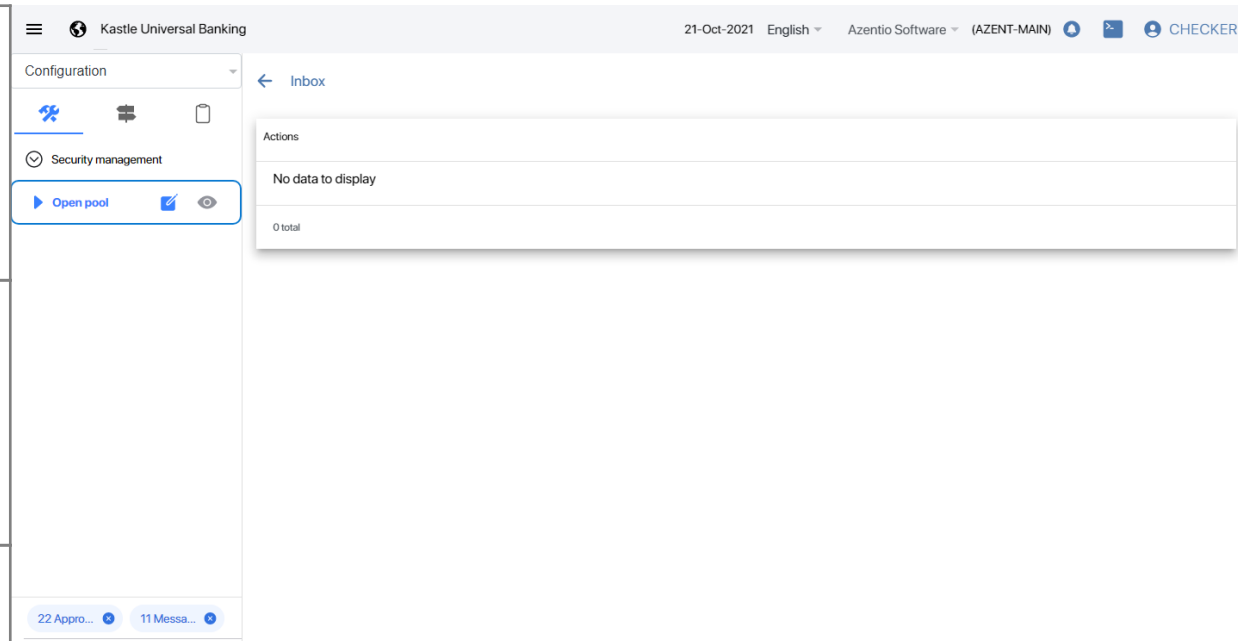 Kastle Universal Banking
21-Oct-2021 English Azentio Software (AZENT-MAIN) CHECKER
Configuration
Inbox
Security management
Open pool
Actions
No data to display
0 total
22 Appro... 11 Messa...